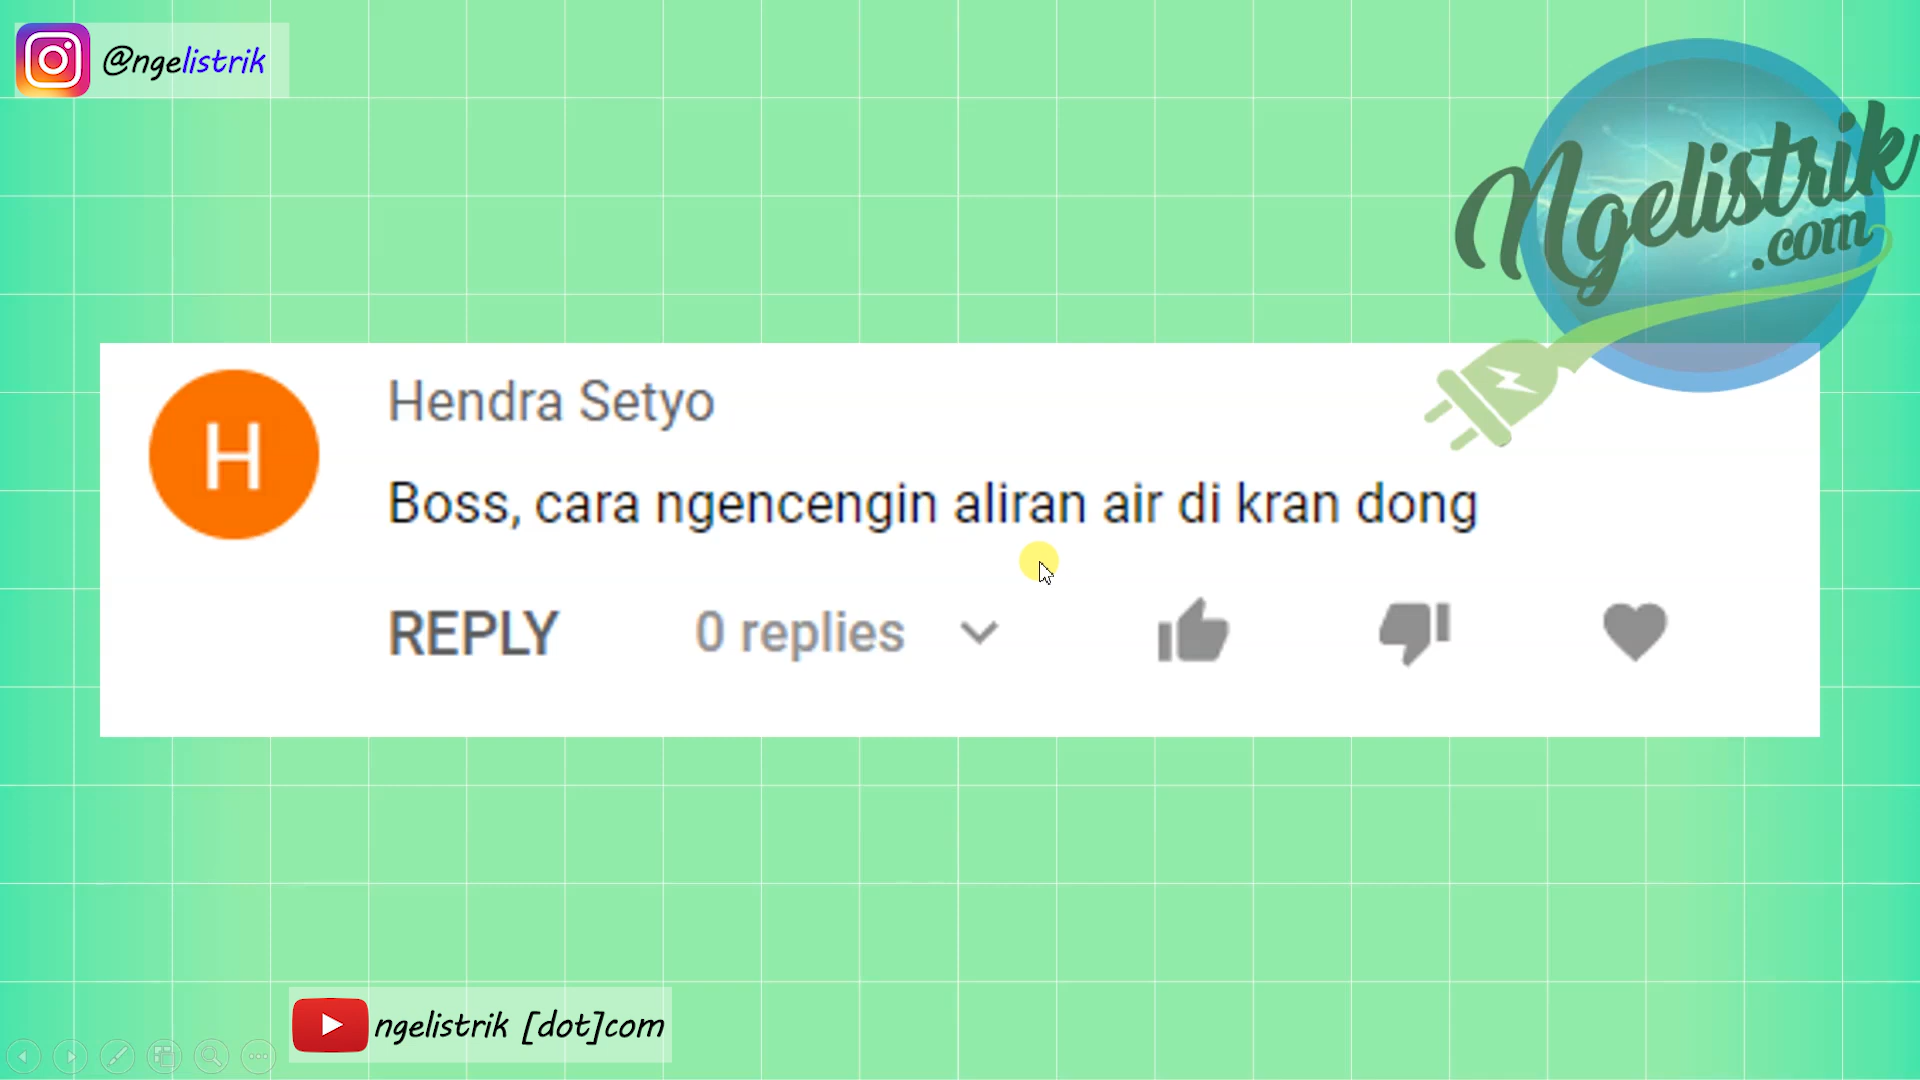 @ngelistrik
Ngelistrik
.com
H
Hendra Setyo
Boss, cara ngencengin aliran air di kran dong
REPLY 0 replies
ngelistrik [dot]com